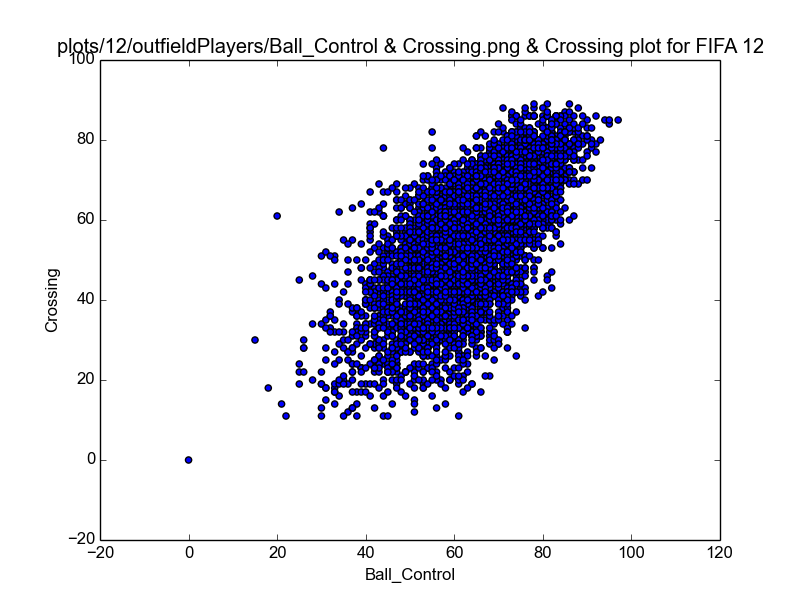 plots/12/outfieldPlayers/Ball_Control & Crossing.png & Crossing plot for FIFA 12
100
80
60
40
20
0
−20
Crossing
−20 0 20 40 60 80 100 120
Ball_Control